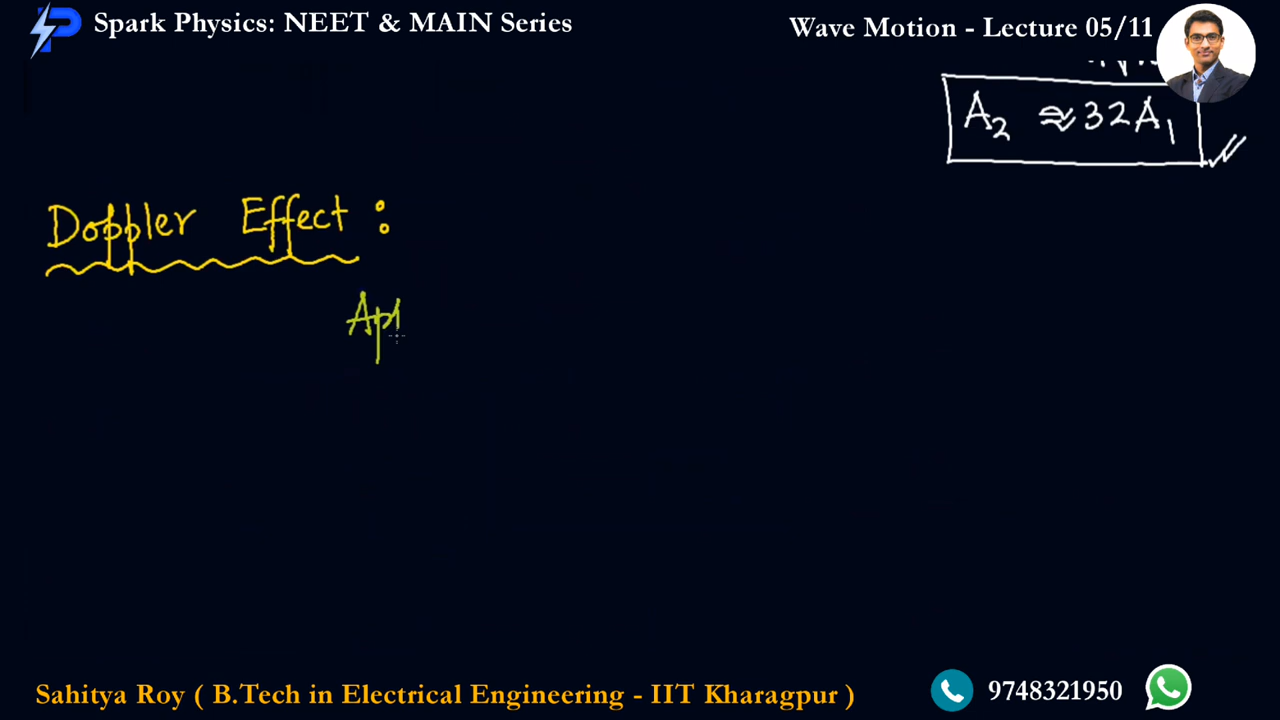 Spark Physics: NEET & MAIN Series
Wave Motion - Lecture 05/11
A₂ ≈ 32A₁
Doppler Effect :
Ap
Sahitya Roy ( B.Tech in Electrical Engineering - IIT Kharagpur )
9748321950